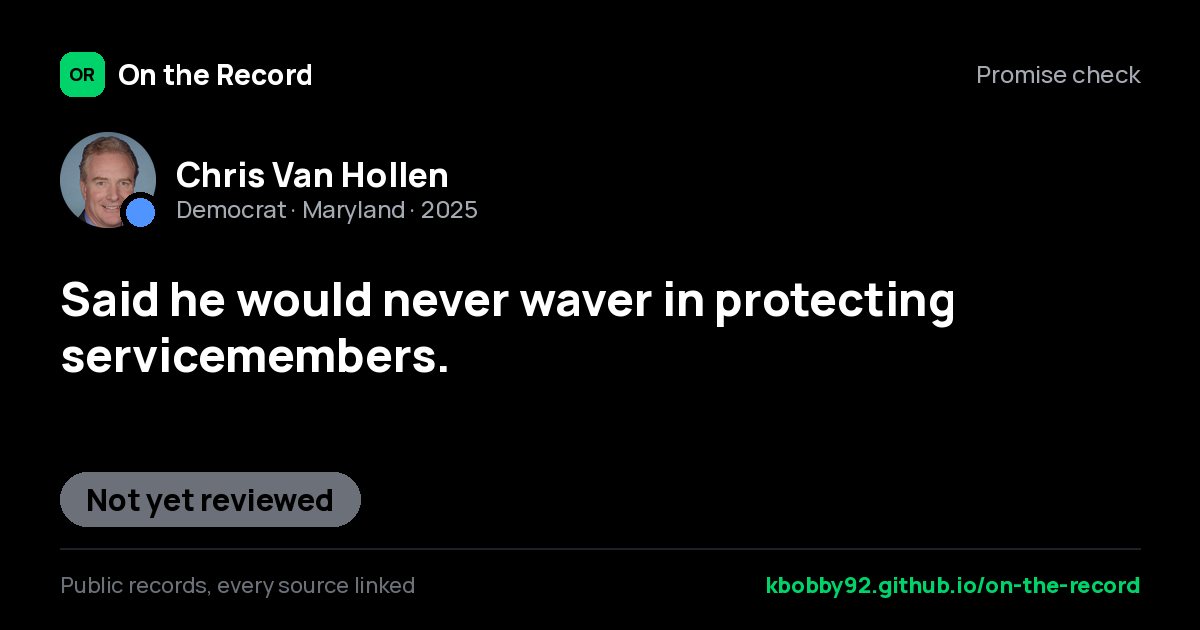 OR On the Record
Promise check
Chris Van Hollen
Democrat · Maryland · 2025
Said he would never waver in protecting
servicemembers.
Not yet reviewed
Public records, every source linked
kbobby92.github.io/on-the-record